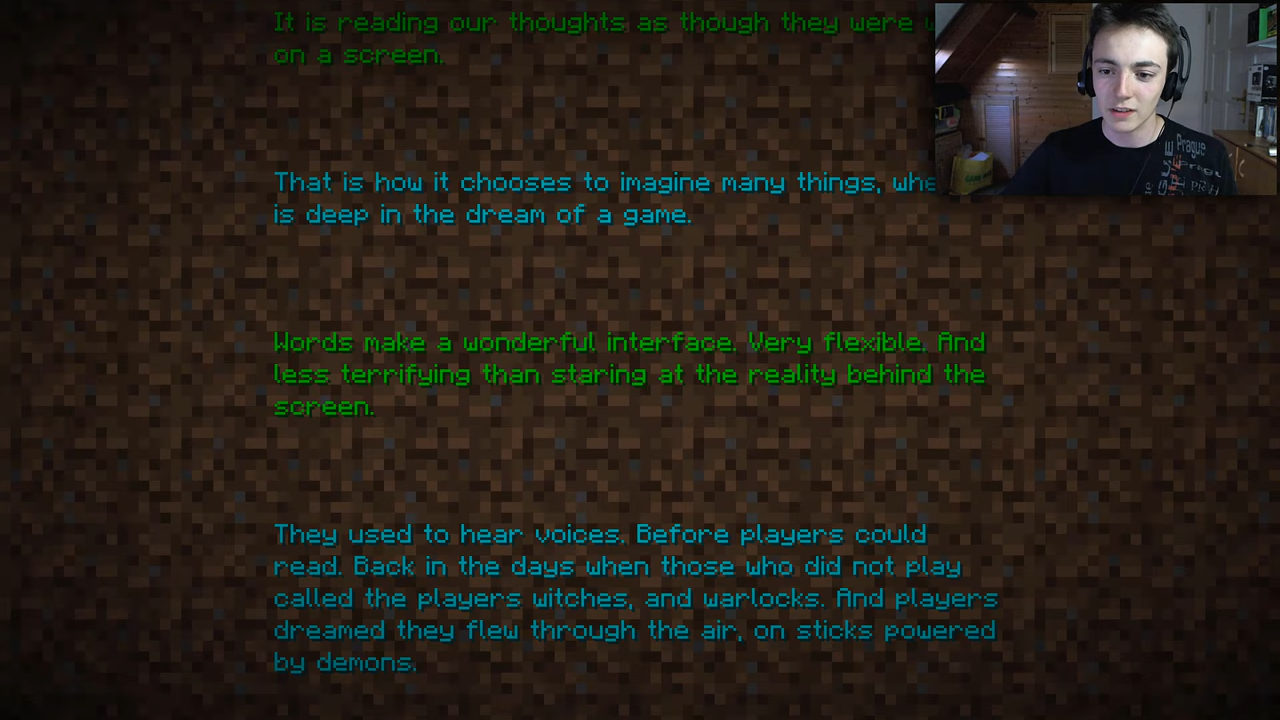 It is reading our thoughts as though they were
on a screen.
That is how it chooses to imagine many things,
is deep in the dream of a game.
Words make a wonderful interface. Very flexible. And
less terrifying than staring at the reality behind the
screen.
They used to hear voices. Before players could
read. Back in the days when those who did not play
called the players witches, and warlocks. And players
dreamed they flew through the air, on sticks powered
by demons.
Prague